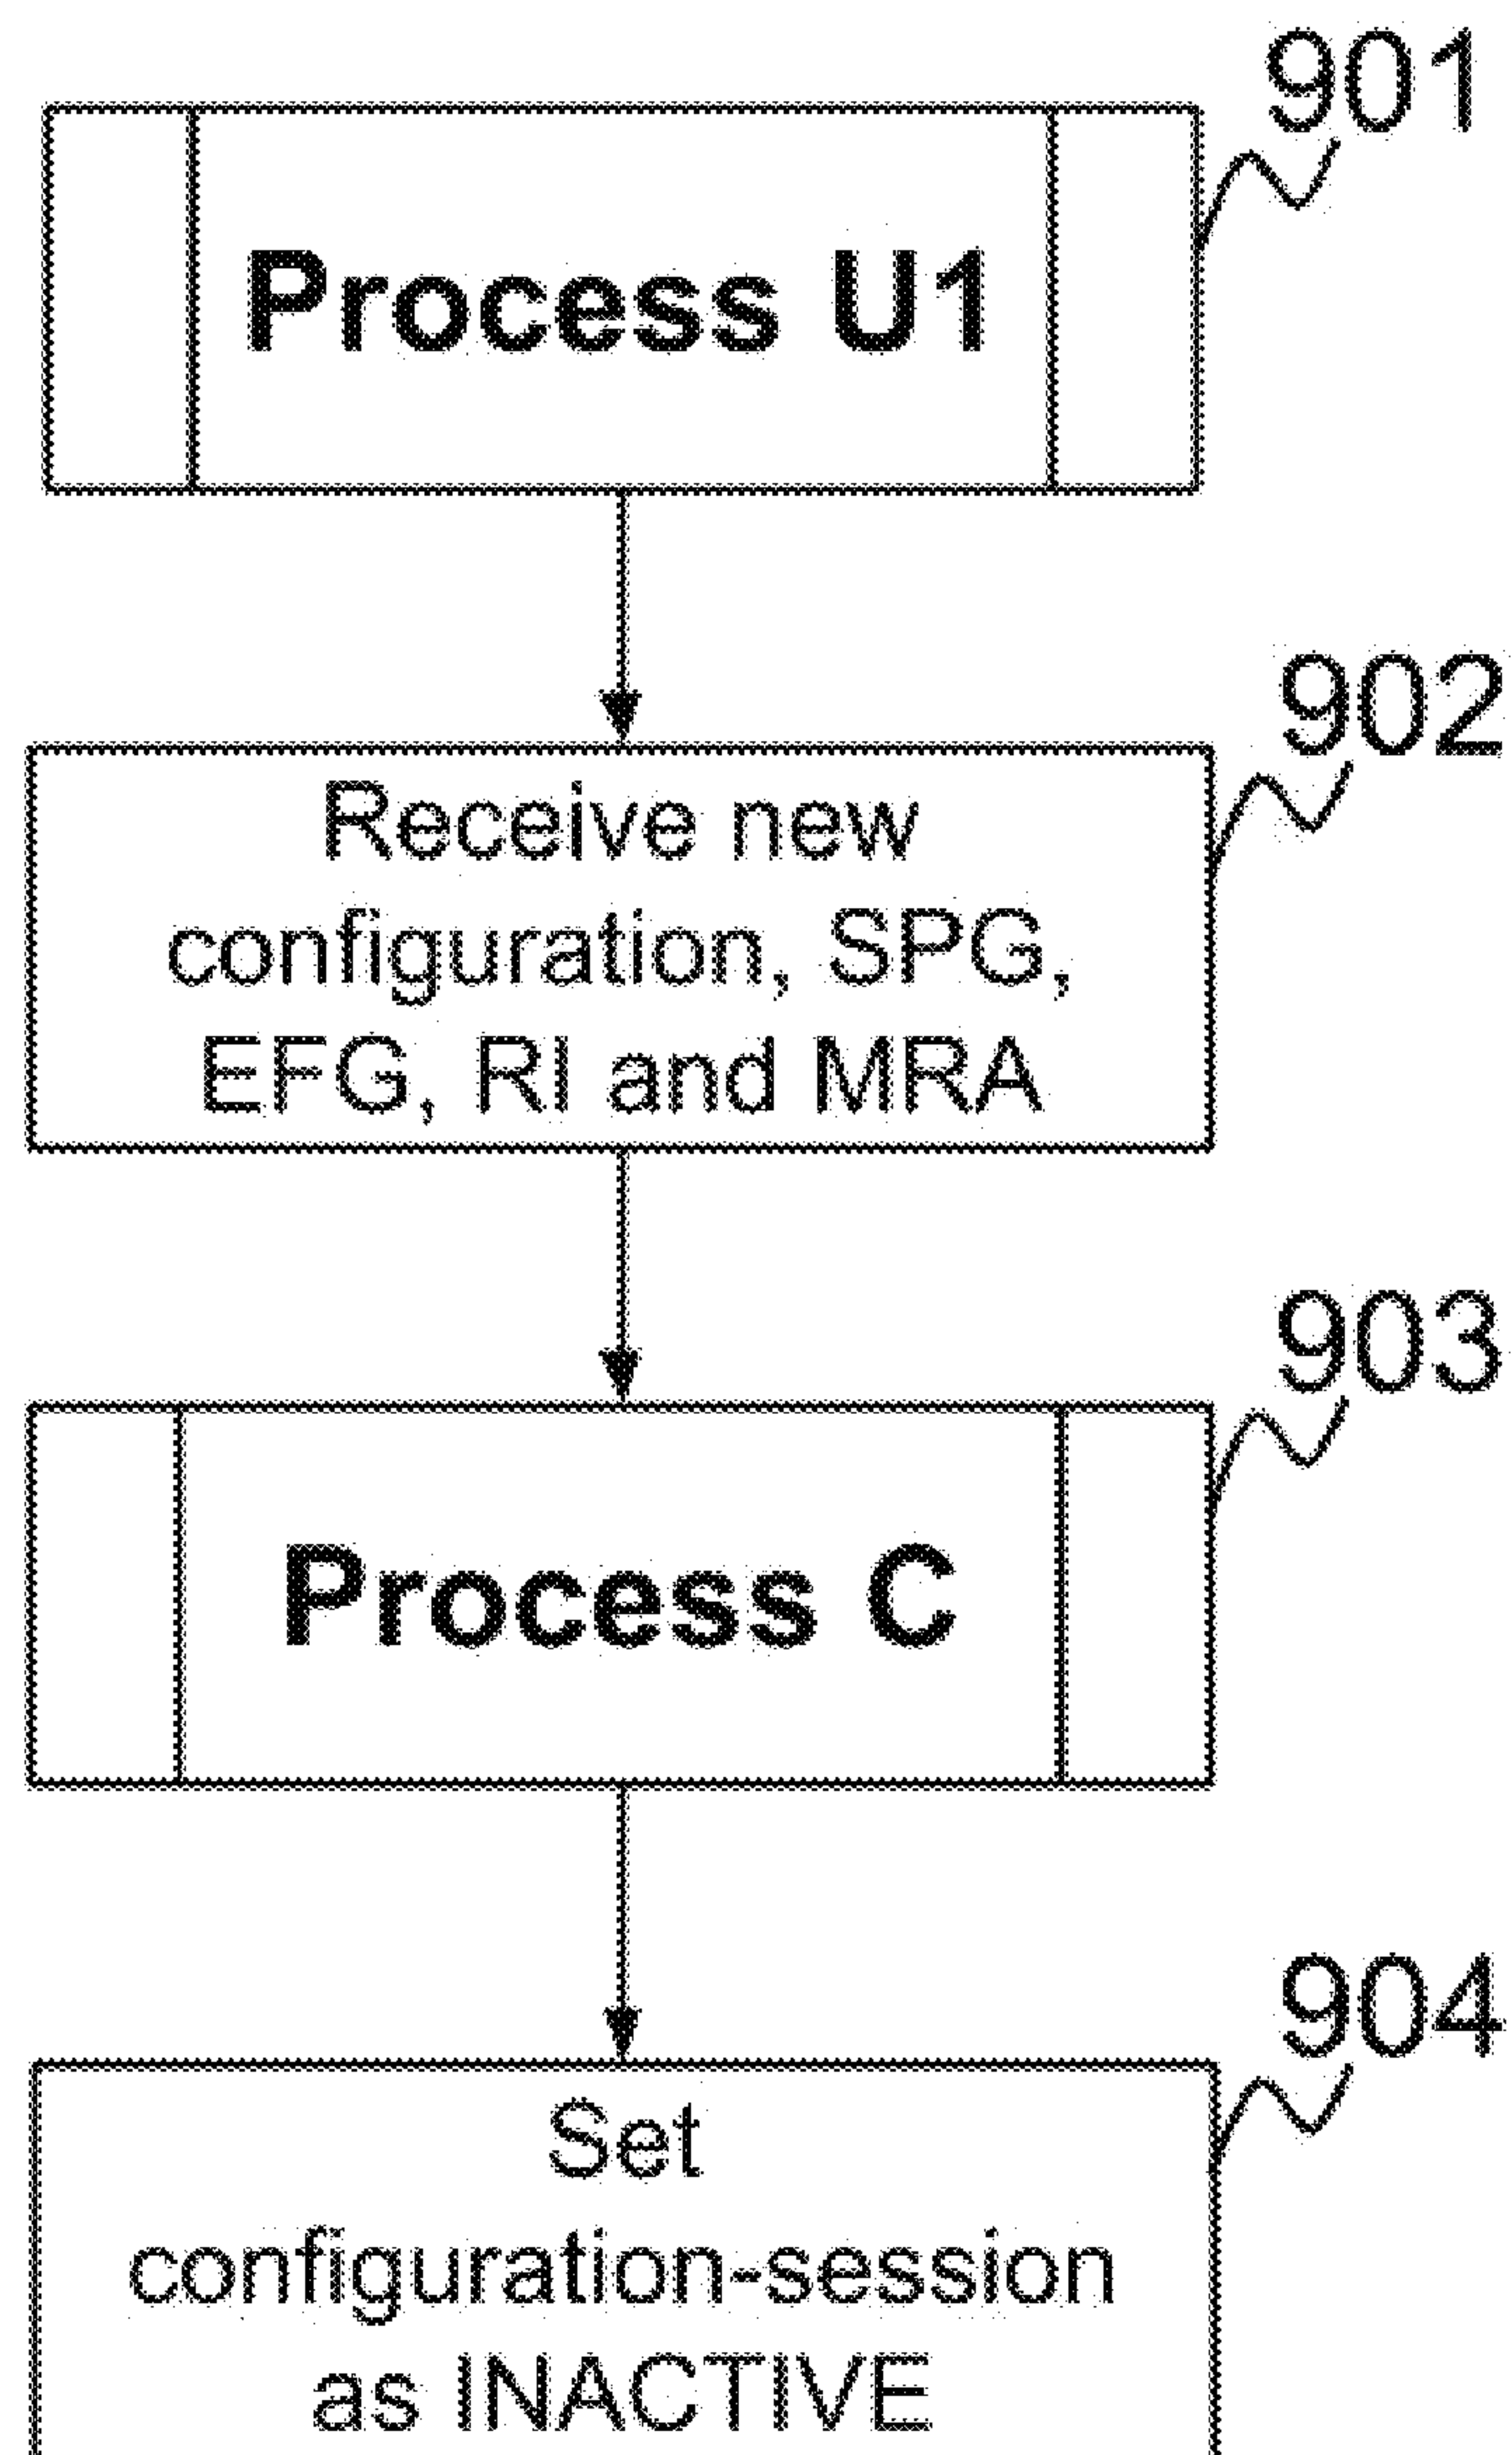 901
Process U1
902
Receive new
configuration, SPG,
EFG, RI and MRA
903
Process C
904
Set
configuration-session
as INACTIVE